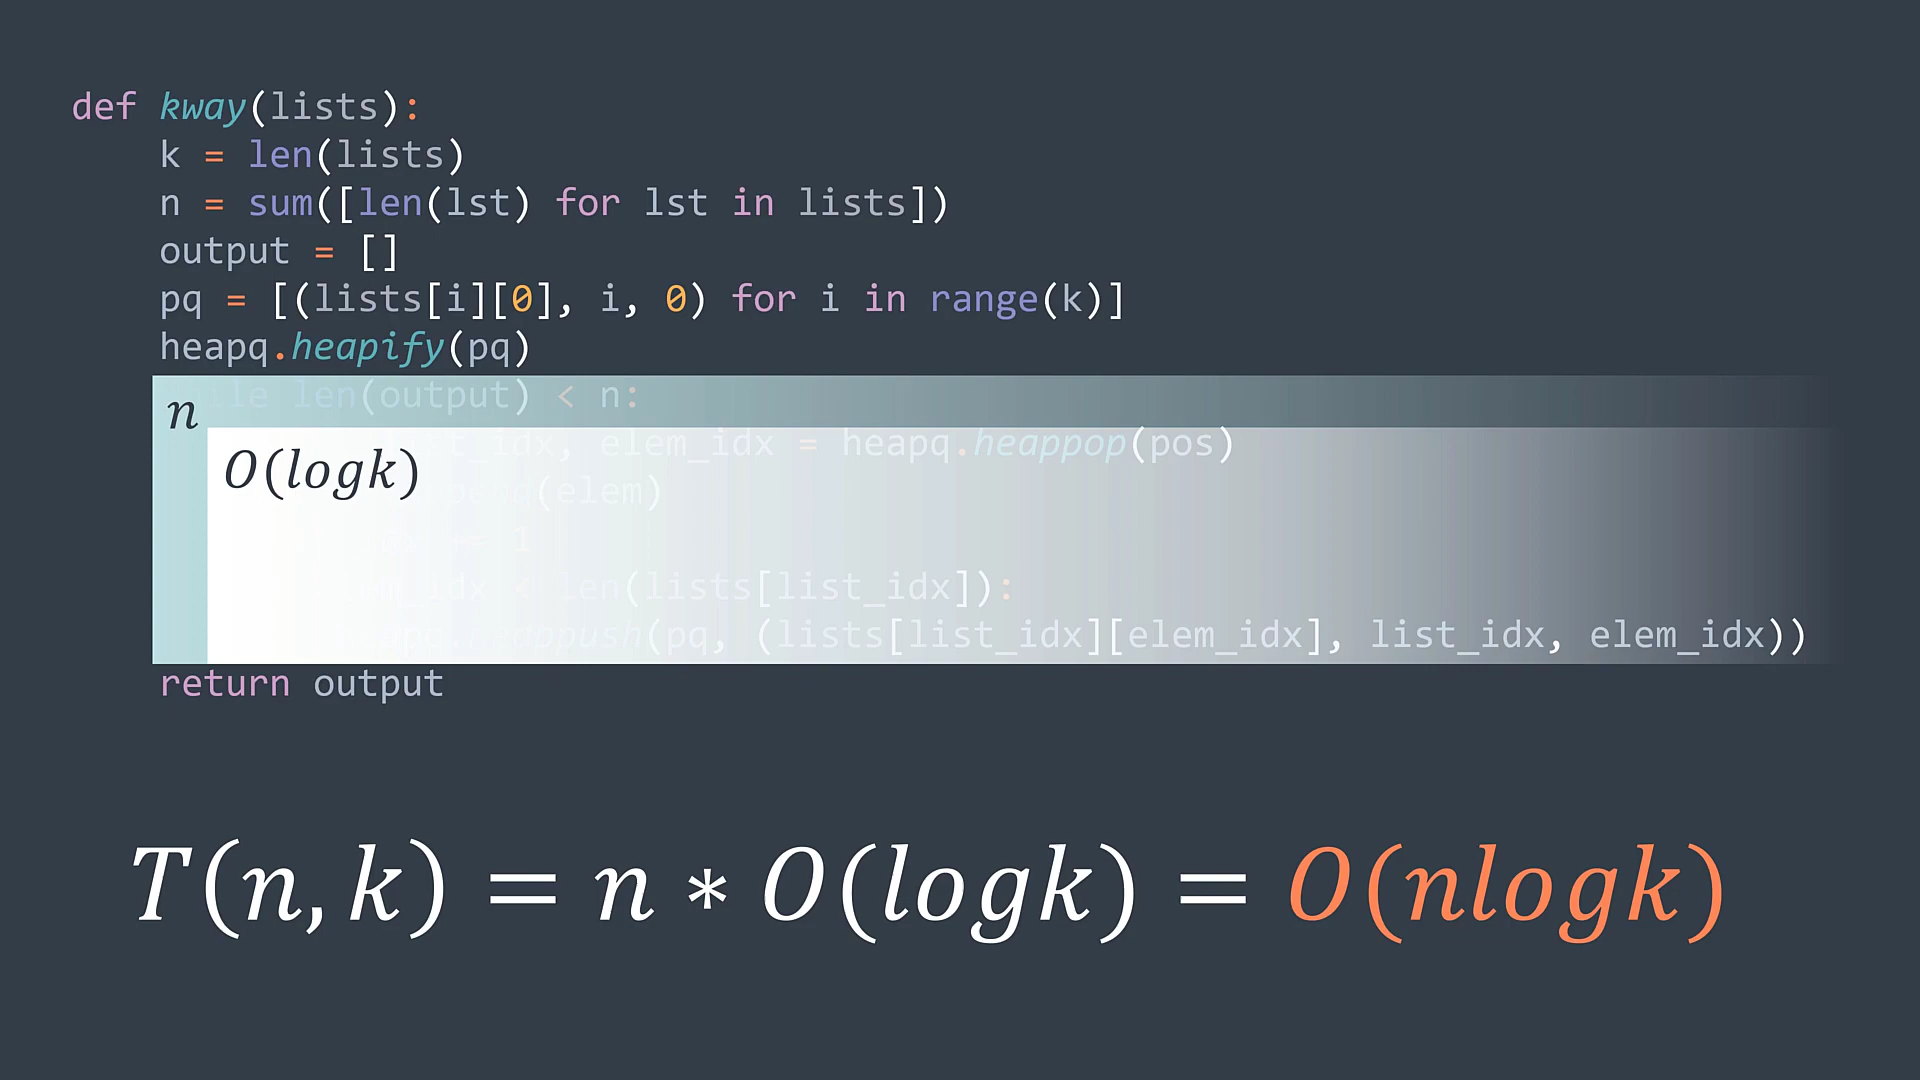 def kway(lists):
k = len(lists)
n = sum([len(lst) for lst in lists])
output = []
pq = [(lists[i][0], i, 0) for i in range(k)]
heapq.heapify(pq)
len(output) < n:
n
elem_idx = heapq.heappop(pos)
O(logk)
(elem)
= 1
< len(lists[list_idx]):
(pq, (lists[list_idx][elem_idx], list_idx, elem_idx))
return output
T(n, k) = n * O(logk) = O(nlogk)